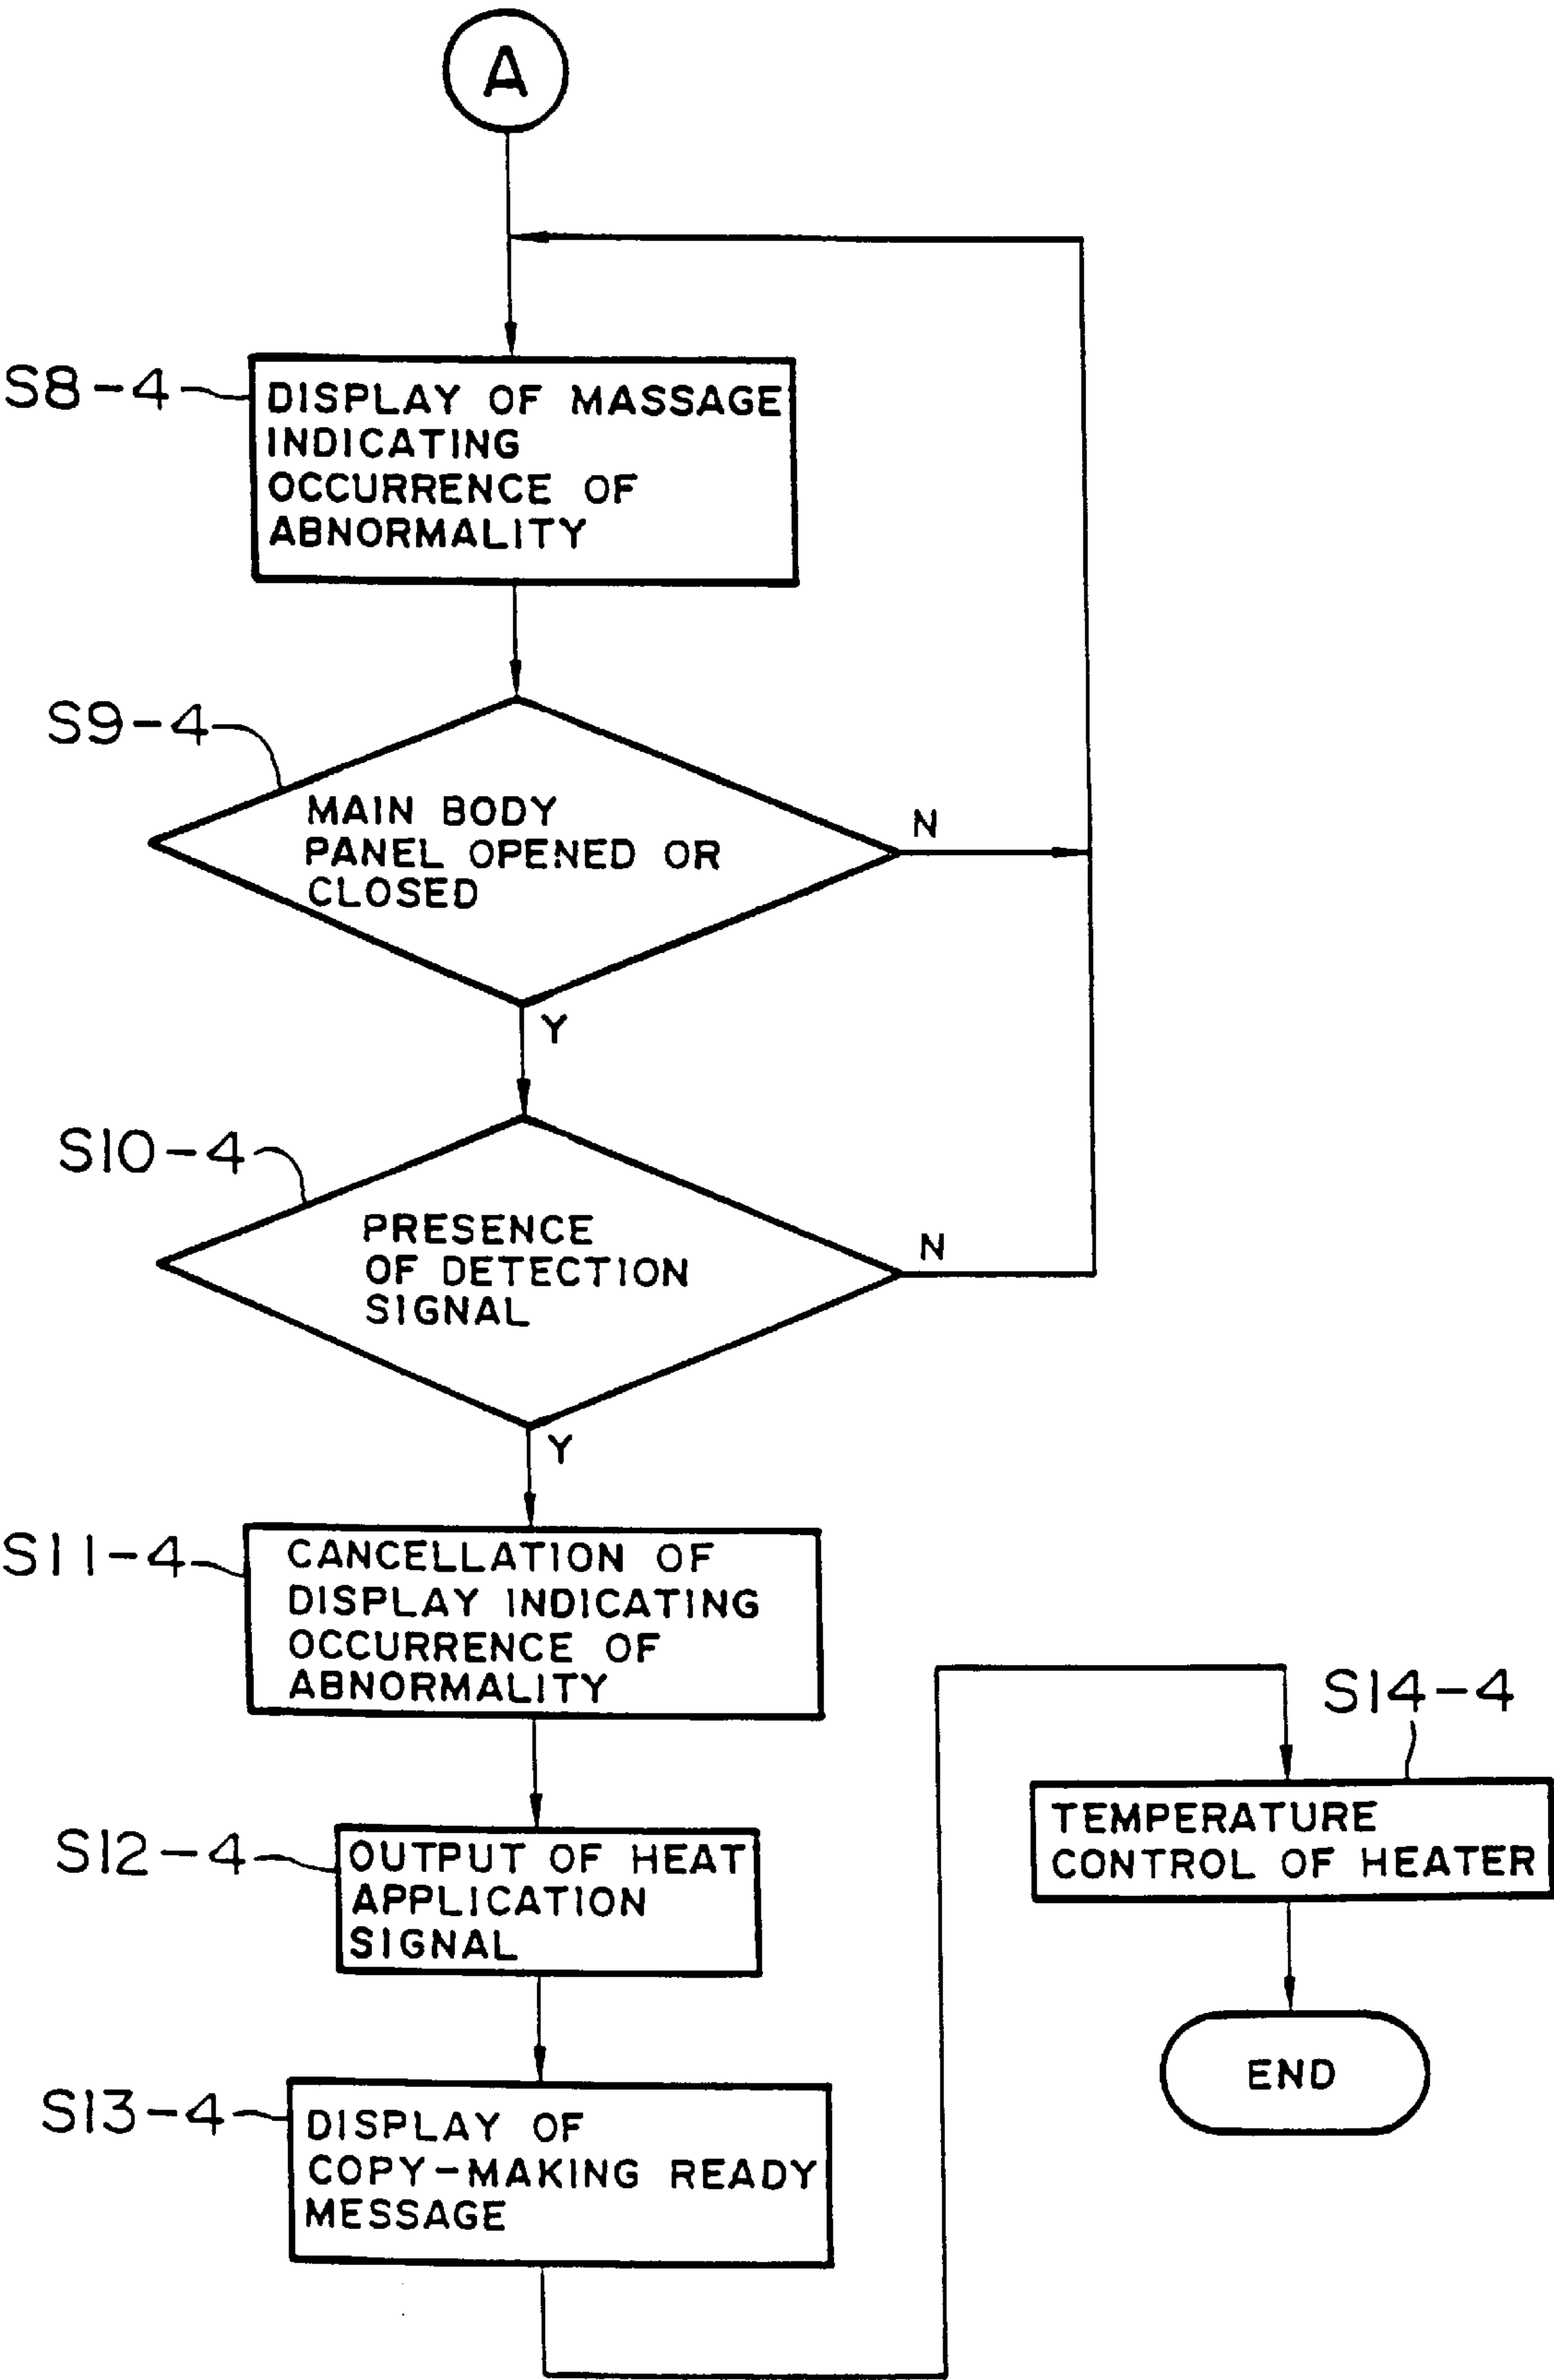 A
S8-4
DISPLAY OF MASSAGE
INDICATING
OCCURRENCE OF
ABNORMALITY
S9-4
MAIN BODY
PANEL OPENED OR
CLOSED
N
Y
S10-4
PRESENCE
OF DETECTION
SIGNAL
N
Y
S11-4
CANCELLATION OF
DISPLAY INDICATING
OCCURRENCE OF
ABNORMALITY
S12-4
OUTPUT OF HEAT
APPLICATION
SIGNAL
S13-4
DISPLAY OF
COPY-MAKING READY
MESSAGE
S14-4
TEMPERATURE
CONTROL OF HEATER
END